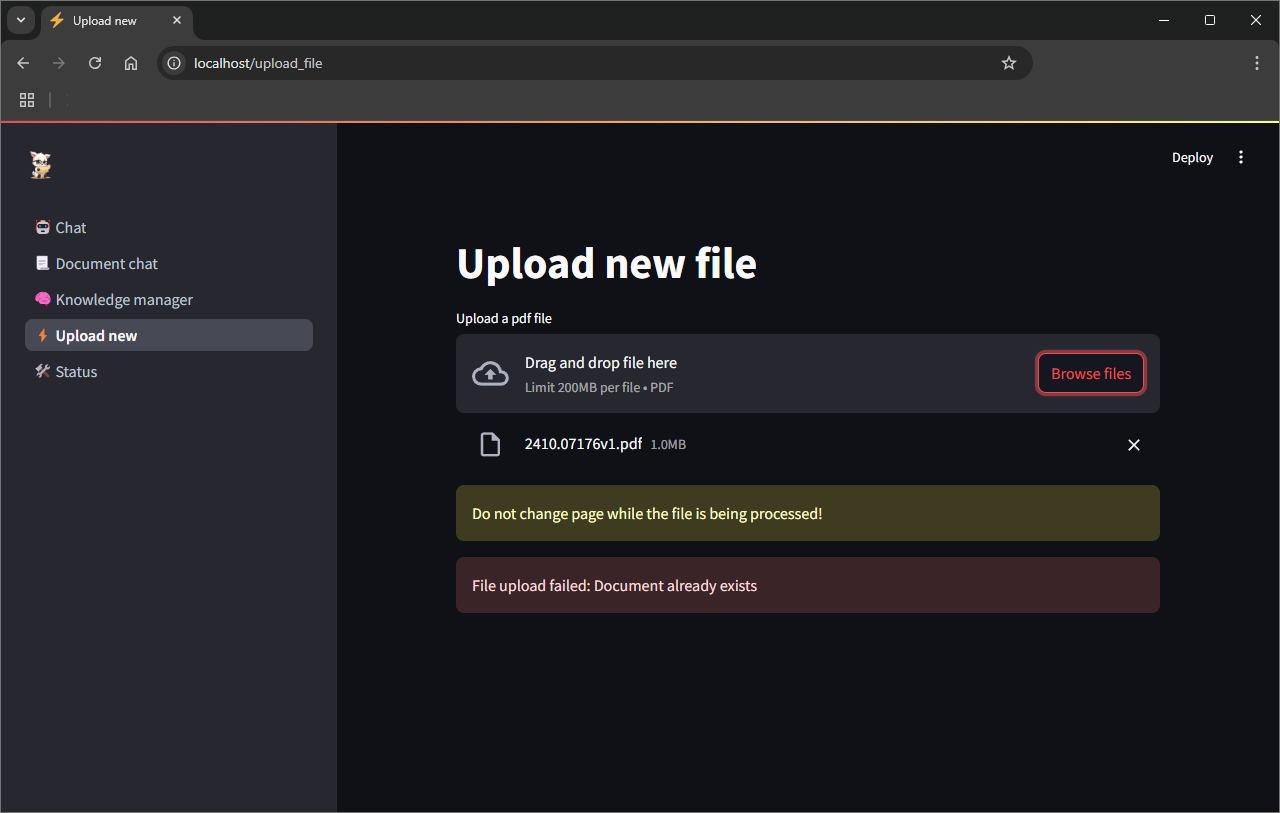 Upload new
localhost/upload_file
Deploy
Chat
Document chat
Knowledge manager
Upload new
Status
Upload new file
Upload a pdf file
Drag and drop file here
Limit 200MB per file • PDF
Browse files
2410.07176v1.pdf 1.0MB
Do not change page while the file is being processed!
File upload failed: Document already exists